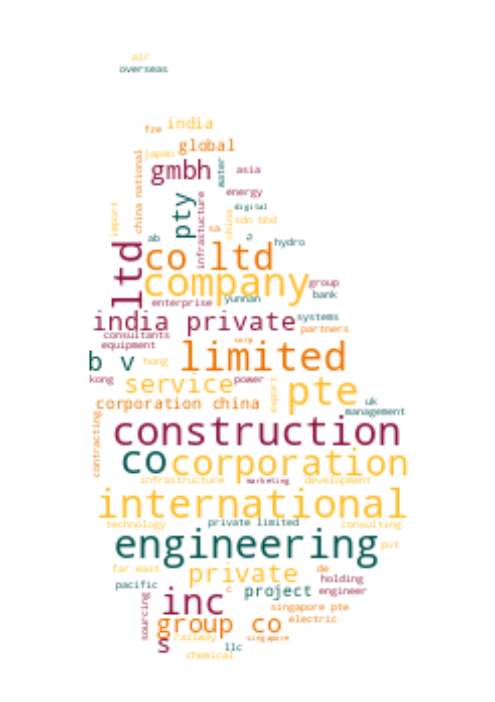 air
overseas
fze india
japan global
gmbh asia
china national
water
energy
import
pty
infrastucture
digital
china
sdn bhd
sa
ab
a
hydro
ltd
co ltd
company
group
yunnan
bank
enterprise
india private
systems
partners
consultants
corp
equipment
b v
hong
limited
kong
service
power
pte
export
corporation china
uk
management
contracting
construction
co
corporation
infrastructure
marketing
development
international
technology
private limited
consulting
engineering
pvt
far east
private
de
holding
pacific
c
project
engineer
sourcing
inc
singapore pte
electric
group co
railway
singapore
s
llc
chemical